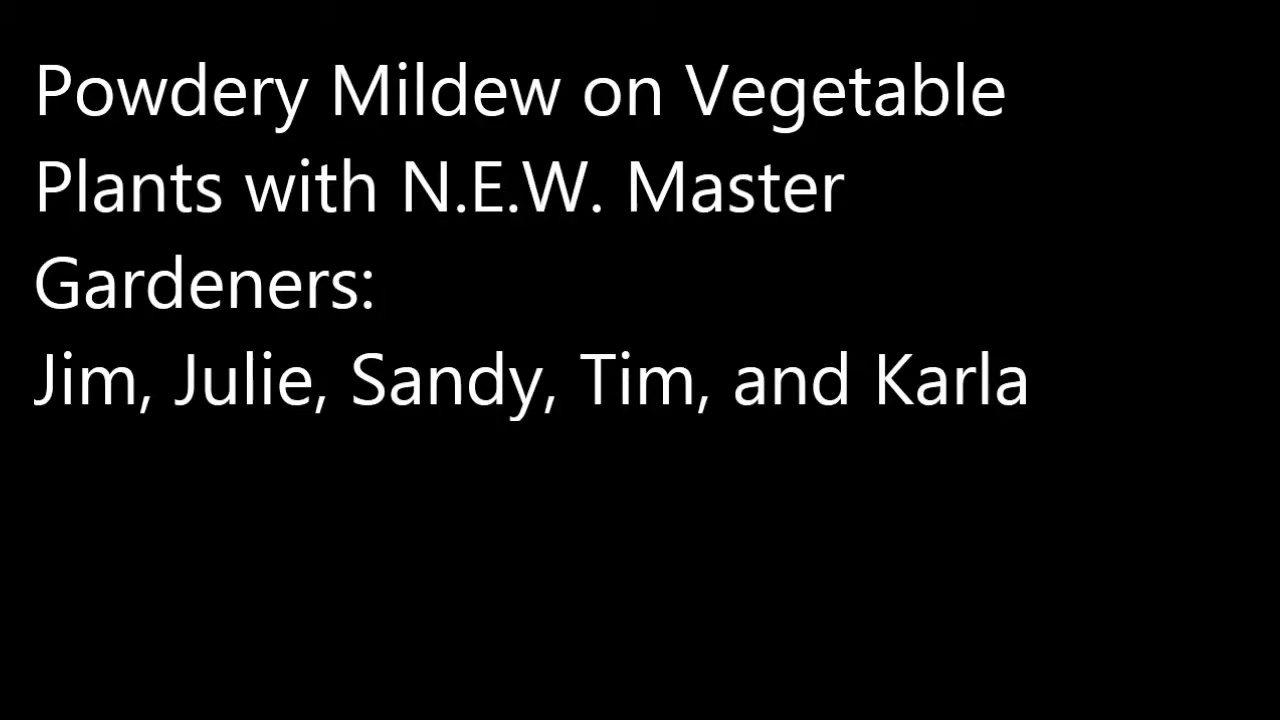 Powdery Mildew on Vegetable
Plants with N.E.W. Master
Gardeners:
Jim, Julie, Sandy, Tim, and Karla